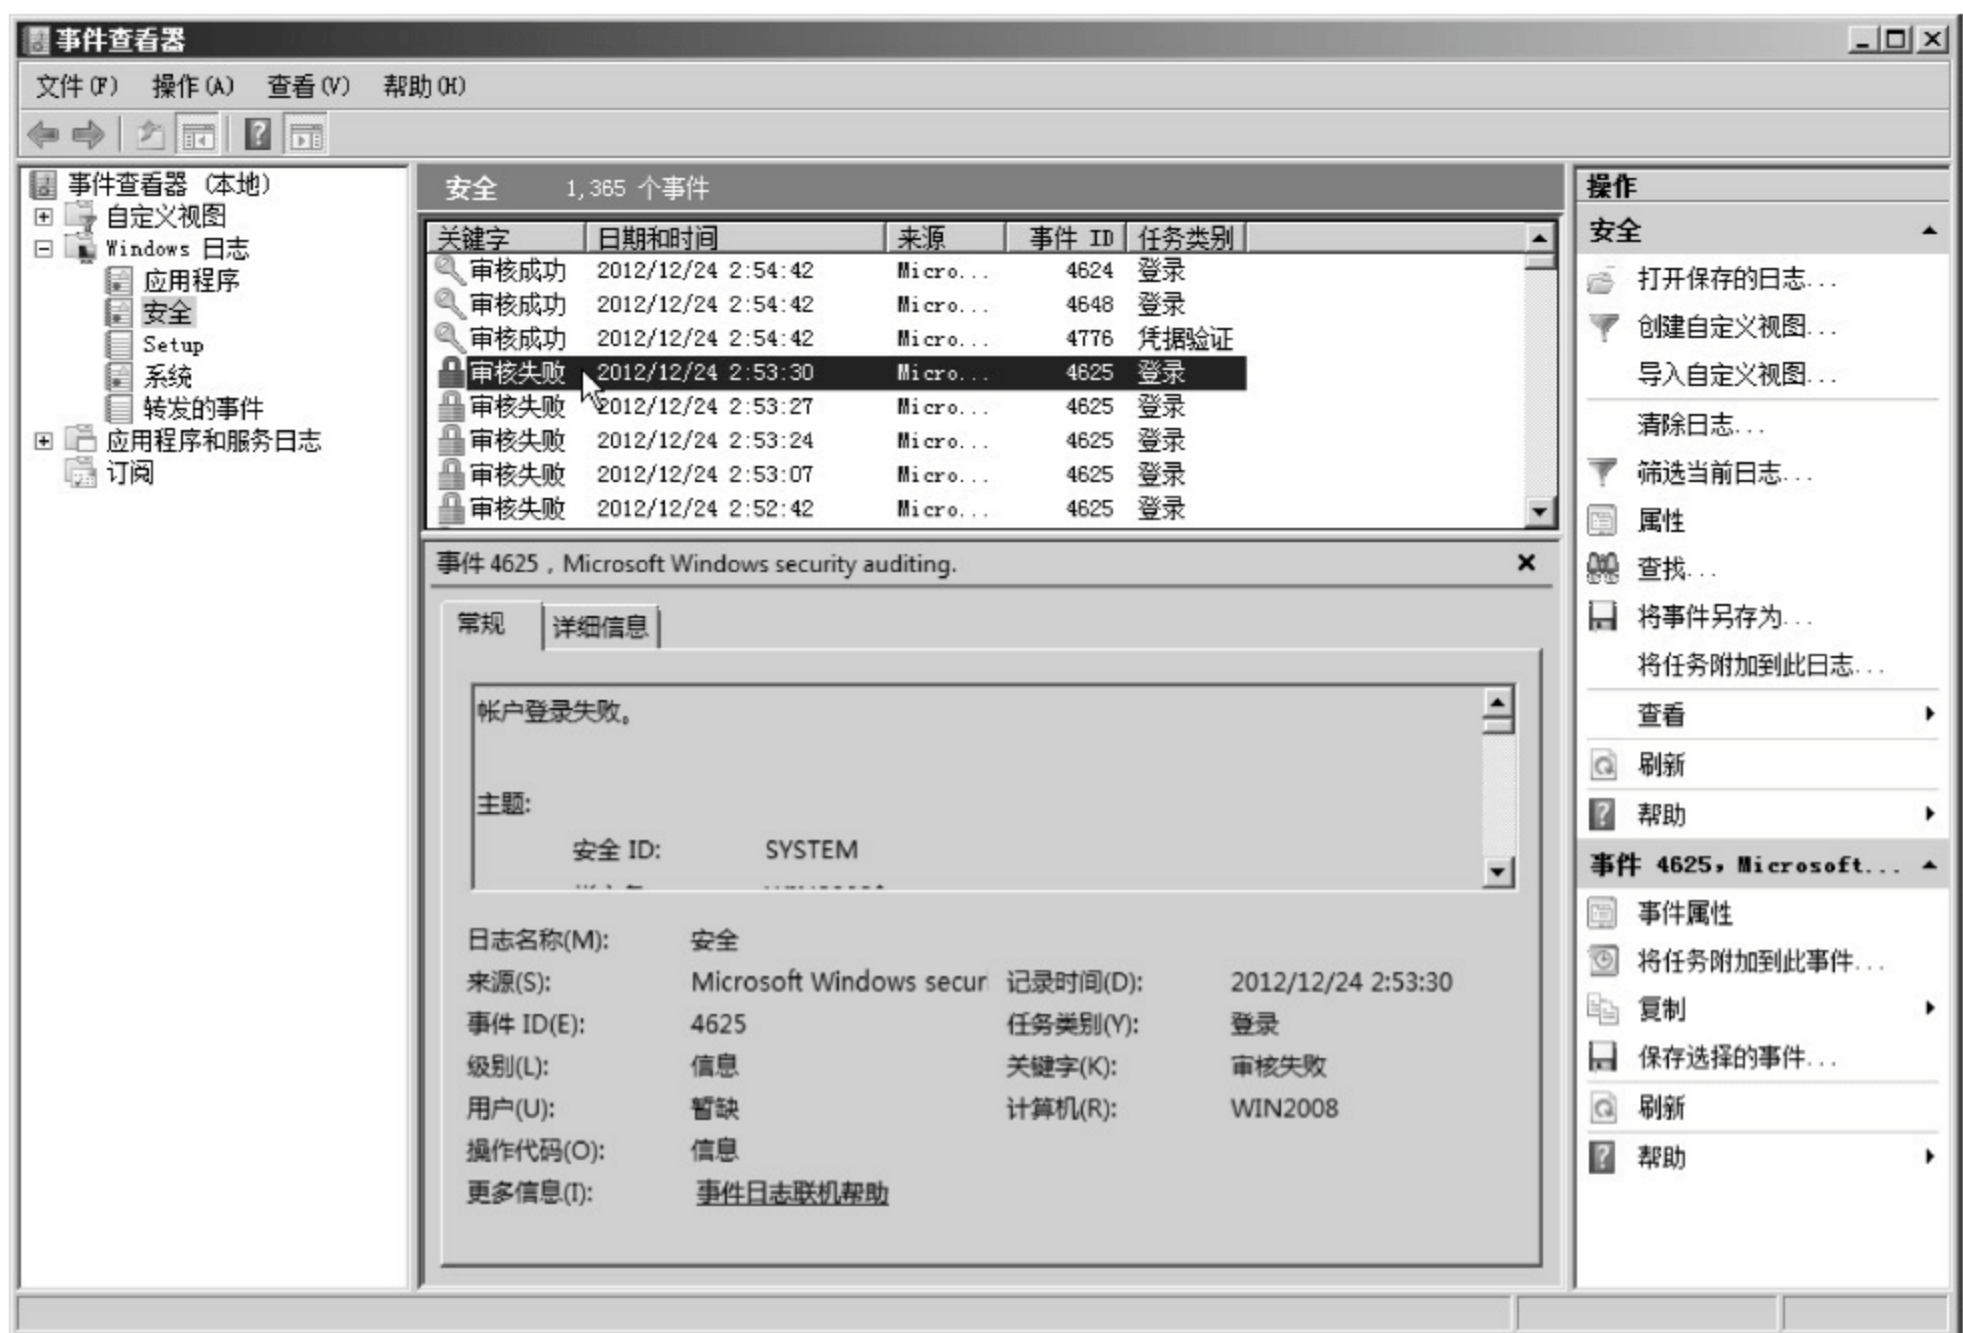 事件查看器
文件(F) 操作(A) 查看(V) 帮助(H)
事件查看器 (本地)
自定义视图
Windows 日志
应用程序
安全
Setup
系统
转发的事件
应用程序和服务日志
订阅
安全 1,365 个事件
关键字 日期和时间 来源 事件 ID 任务类别
审核成功 2012/12/24 2:54:42 Micro... 4624 登录
审核成功 2012/12/24 2:54:42 Micro... 4648 登录
审核成功 2012/12/24 2:54:42 Micro... 4776 凭据验证
审核失败 2012/12/24 2:53:30 Micro... 4625 登录
审核失败 2012/12/24 2:53:27 Micro... 4625 登录
审核失败 2012/12/24 2:53:24 Micro... 4625 登录
审核失败 2012/12/24 2:53:07 Micro... 4625 登录
审核失败 2012/12/24 2:52:42 Micro... 4625 登录
事件 4625，Microsoft Windows security auditing.
常规 详细信息
帐户登录失败。
主题:
安全 ID: SYSTEM
日志名称(M): 安全
来源(S): Microsoft Windows securi 记录时间(D): 2012/12/24 2:53:30
事件 ID(E): 4625 任务类别(Y): 登录
级别(L): 信息 关键字(K): 审核失败
用户(U): 暂缺 计算机(R): WIN2008
操作代码(O): 信息
更多信息(I): 事件日志联机帮助
操作
安全
打开保存的日志...
创建自定义视图...
导入自定义视图...
清除日志...
筛选当前日志...
属性
查找...
将事件另存为...
将任务附加到此日志...
查看
刷新
帮助
事件 4625，Microsoft...
事件属性
将任务附加到此事件...
复制
保存选择的事件...
刷新
帮助